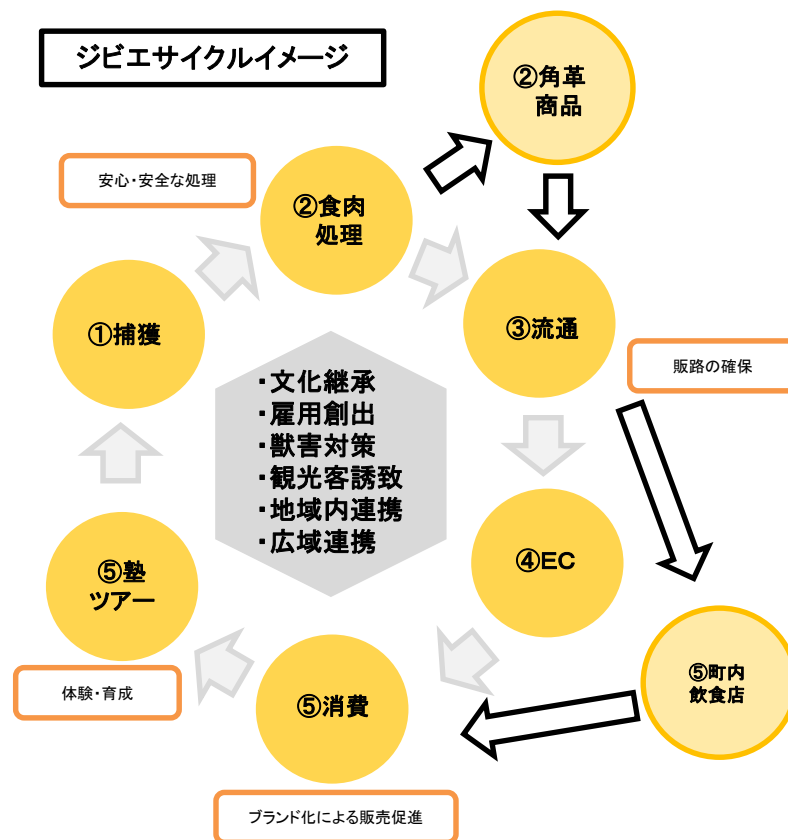 ジビエサイクルイメージ
②角革
商品
安心・安全な処理
②食肉
処理
①捕獲
③流通
販路の確保
・文化継承
・雇用創出
・獣害対策
・観光客誘致
・地域内連携
・広域連携
④EC
⑤塾
ツアー
体験・育成
⑤消費
⑤町内
飲食店
ブランド化による販売促進